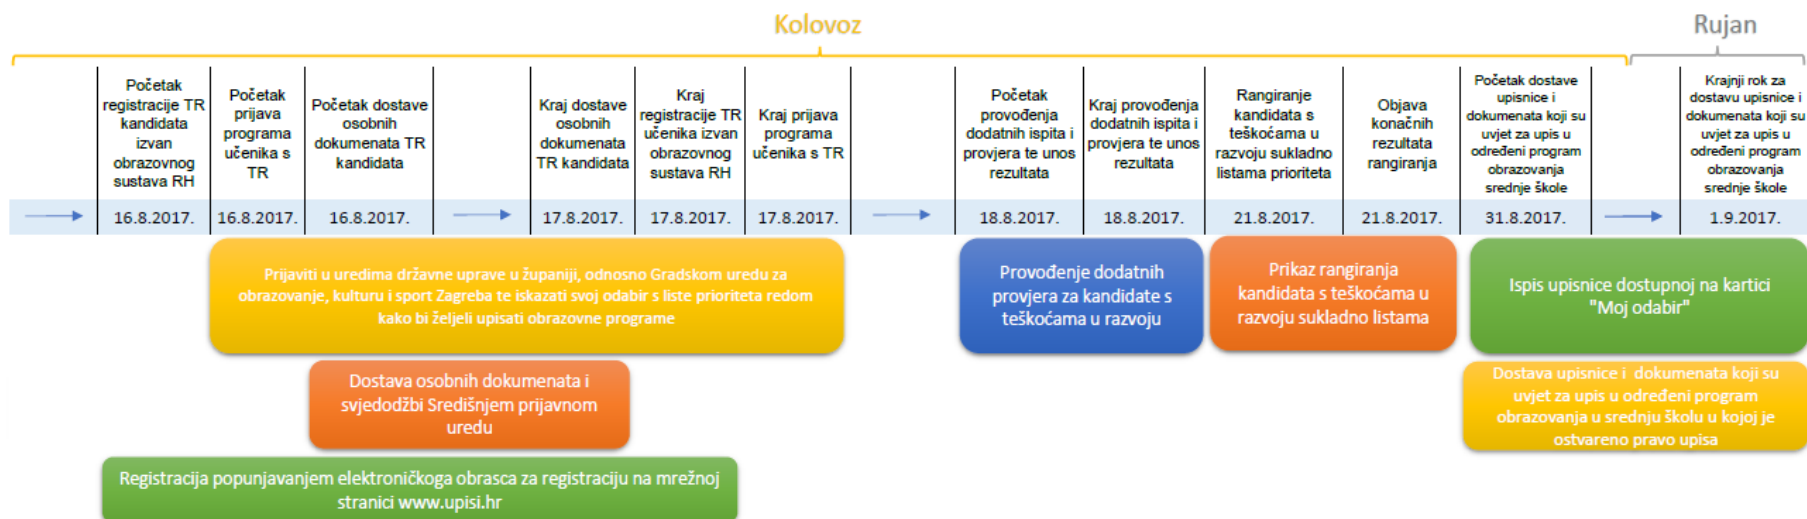 Kolovoz
Rujan
Početak
registracije TR
kandidata
izvan
obrazovnog
sustava RH
Početak
prijava
programa
učenika s
TR
Početak dostave
osobnih
dokumenata TR
kandidata
Kraj dostave
osobnih
dokumenata
TR kandidata
Kraj
registracije TR
učenika izvan
obrazovnog
sustava RH
Kraj prijava
programa
učenika s TR
Početak
provođenja
dodatnih ispita i
provjera te unos
rezultata
Kraj provođenja
dodatnih ispita i
provjera te unos
rezultata
Rangiranje
kandidata s
teškoćama u
razvoju sukladno
listama prioriteta
Objava
konačnih
rezultata
rangiranja
Početak dostave
upisnice i
dokumenata koji su
uvjet za upis u
određeni program
obrazovanja
srednje škole
Krajnji rok za
dostavu upisnice i
dokumenata koji su
uvjet za upis u
određeni program
obrazovanja
srednje škole
16.8.2017.
16.8.2017.
16.8.2017.
17.8.2017.
17.8.2017.
17.8.2017.
18.8.2017.
18.8.2017.
21.8.2017.
21.8.2017.
31.8.2017.
1.9.2017.
Prijaviti u uredima državne uprave u županiji, odnosno Gradskom uredu za
obrazovanje, kulturu i sport Zagreba te iskazati svoj odabir s liste prioriteta redom
kako bi željeli upisati obrazovne programe
Provođenje dodatnih
provjera za kandidate s
teškoćama u razvoju
Prikaz rangiranja
kandidata s teškoćama u
razvoju sukladno listama
Ispis upisnice dostupnoj na kartici
"Moj odabir"
Dostava osobnih dokumenata i
svjedodžbi Središnjem prijavnom
uredu
Dostava upisnice i dokumenata koji su
uvjet za upis u određeni program
obrazovanja u srednju školu u kojoj je
ostvareno pravo upisa
Registracija popunjavanjem elektroničkoga obrasca za registraciju na mrežnoj
stranici www.upisi.hr